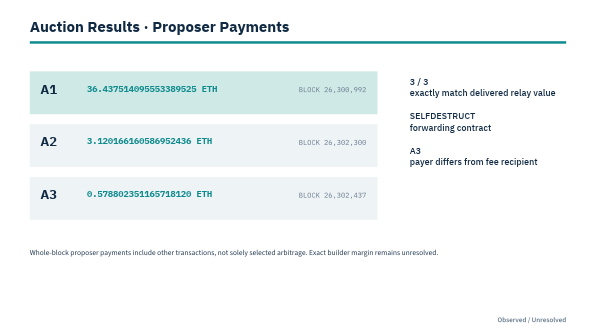 Auction Results · Proposer Payments
A1
36.437514095553389525 ETH
BLOCK 26,300,992
A2
3.120166160586952436 ETH
BLOCK 26,302,300
A3
0.578802351165718120 ETH
BLOCK 26,302,437
3 / 3
exactly match delivered relay value
SELFDESTRUCT
forwarding contract
A3
payer differs from fee recipient
Whole-block proposer payments include other transactions, not solely selected arbitrage. Exact builder margin remains unresolved.
Observed / Unresolved